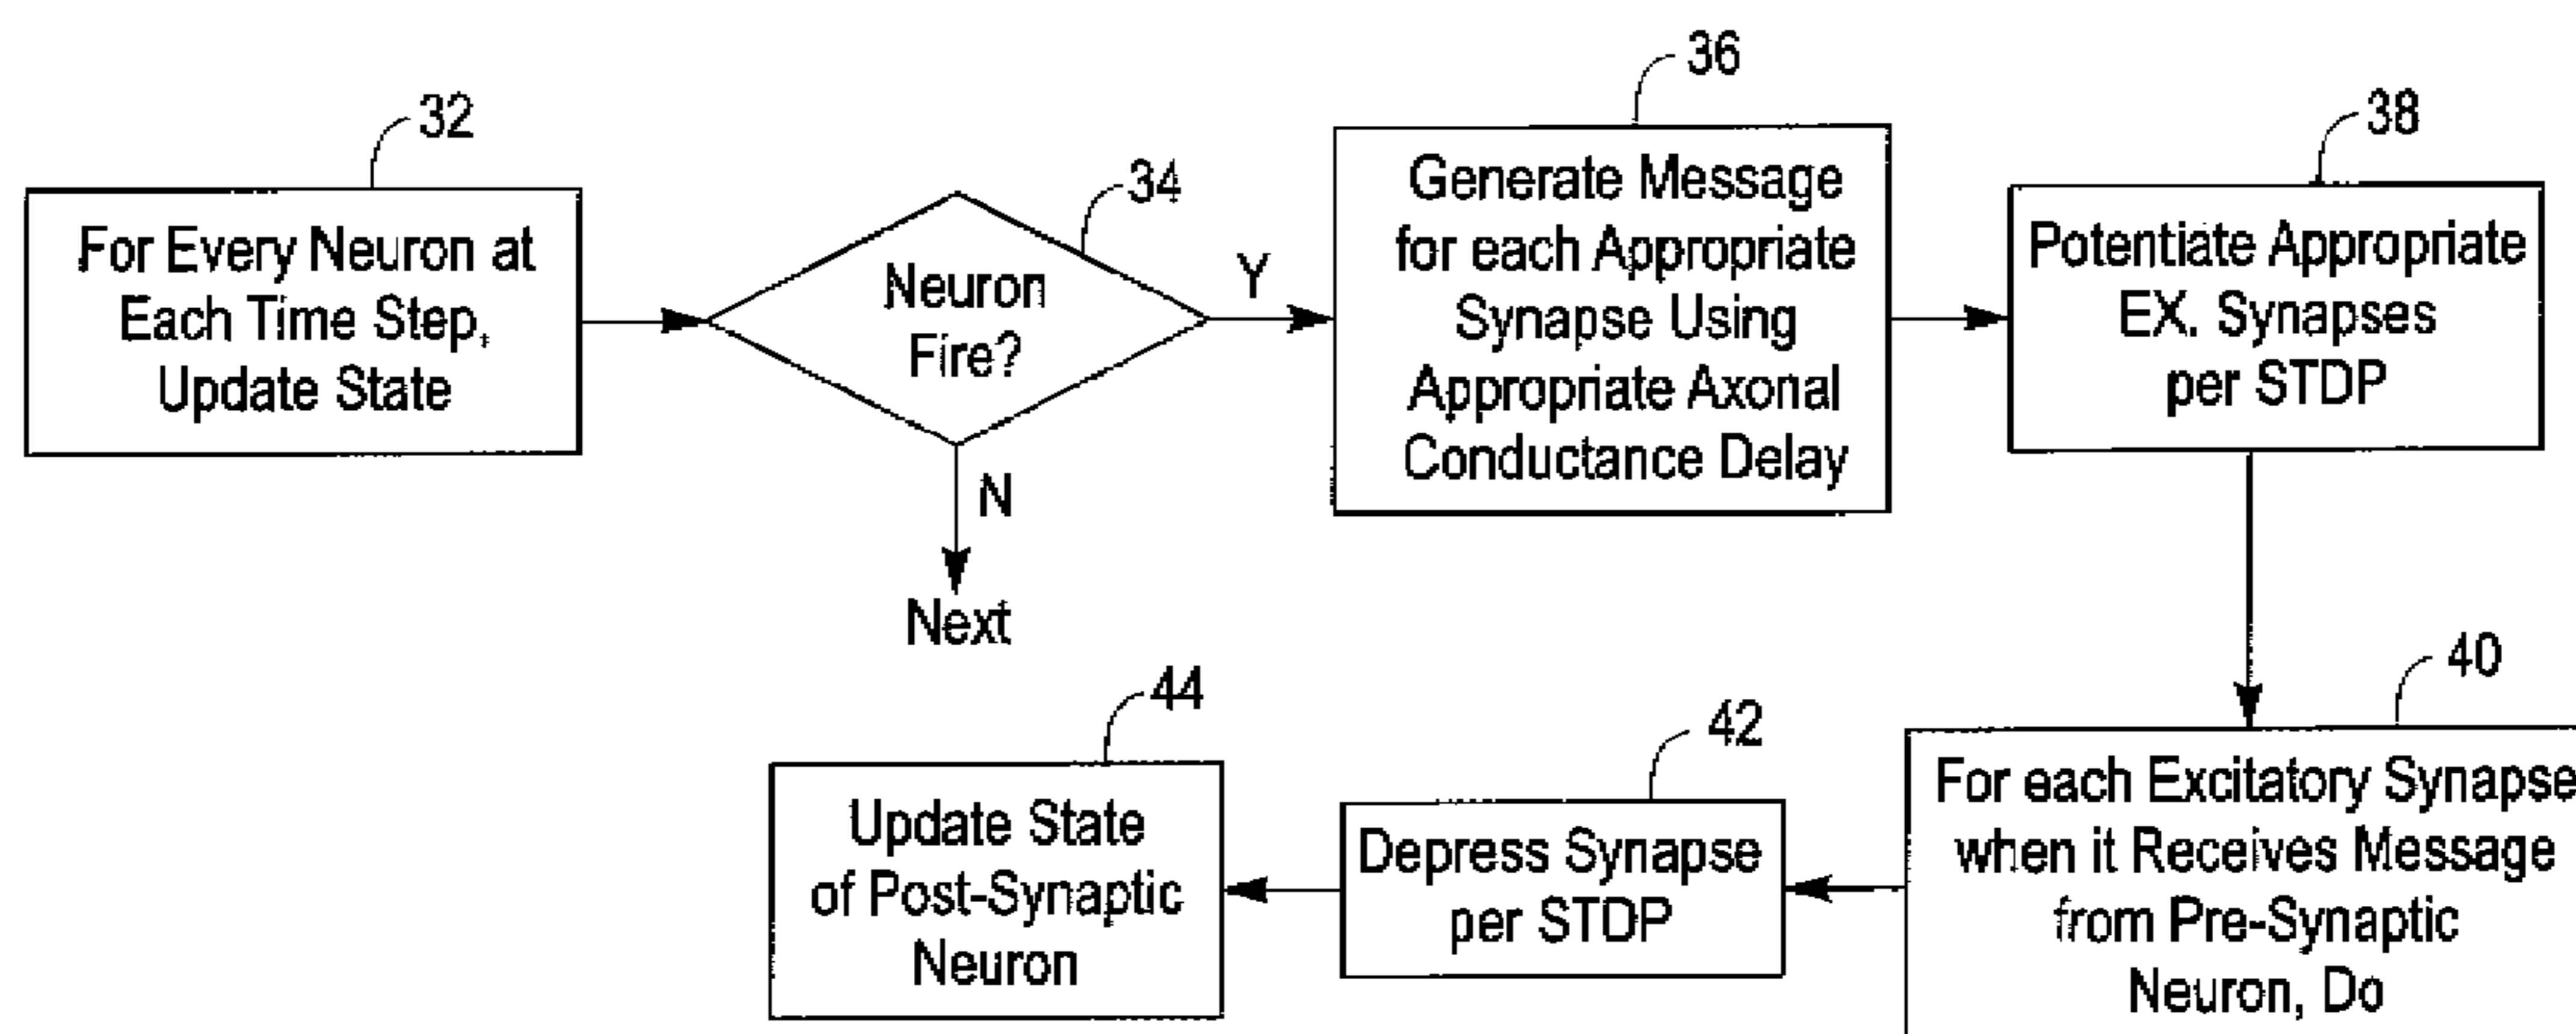 32
For Every Neuron at
Each Time Step,
Update State
34
Neuron
Fire?
Y
N
Next
36
Generate Message
for each Appropriate
Synapse Using
Appropriate Axonal
Conductance Delay
38
Potentiate Appropriate
EX. Synapses
per STDP
40
For each Excitatory Synapse
when it Receives Message
from Pre-Synaptic
Neuron, Do
42
Depress Synapse
per STDP
44
Update State
of Post-Synaptic
Neuron